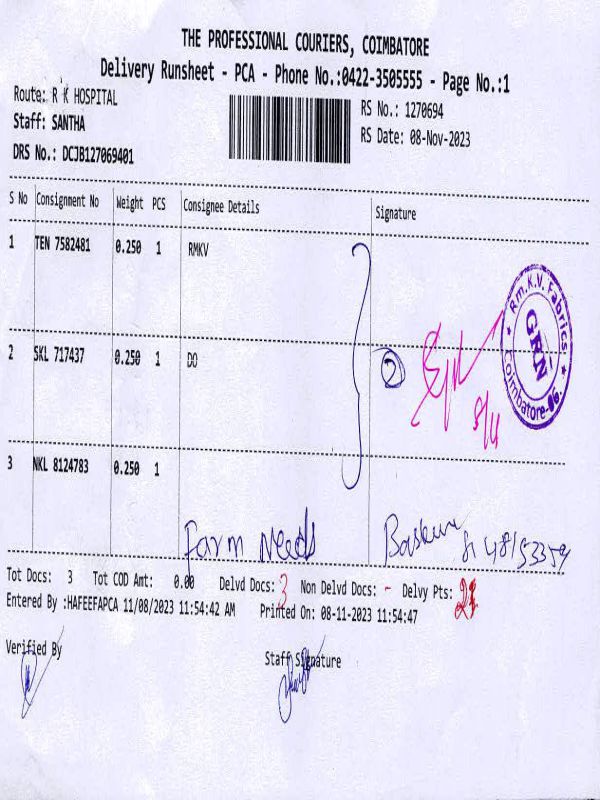 THE PROFESSIONAL COURIERS, COIMBATORE
Delivery Runsheet - PCA - Phone No.:0422-3505555 - Page No.:1
Route: R K HOSPITAL
RS No.: 1270694
Staff: SANTHA
RS Date: 08-Nov-2023
DRS No.: DCJB127069401
S No Consignment No Weight PCS Consignee Details Signature
1 TEN 7582481 0.250 1 RMKV
Rm.K.V. Fabrics.
GRN
Coimbatore
2 SKL 717437 0.250 1 DO
2
8/11
3 NKL 8124783 0.250 1
Farm Needs
Tot Docs: 3 Tot COD Amt: 0.00 Delvd Docs: 3 Non Delvd Docs: - Delvy Pts:
Entered By :HAFEEFAPCA 11/08/2023 11:54:42 AM Printed On: 08-11-2023 11:54:47
Verified By
Staff Signature